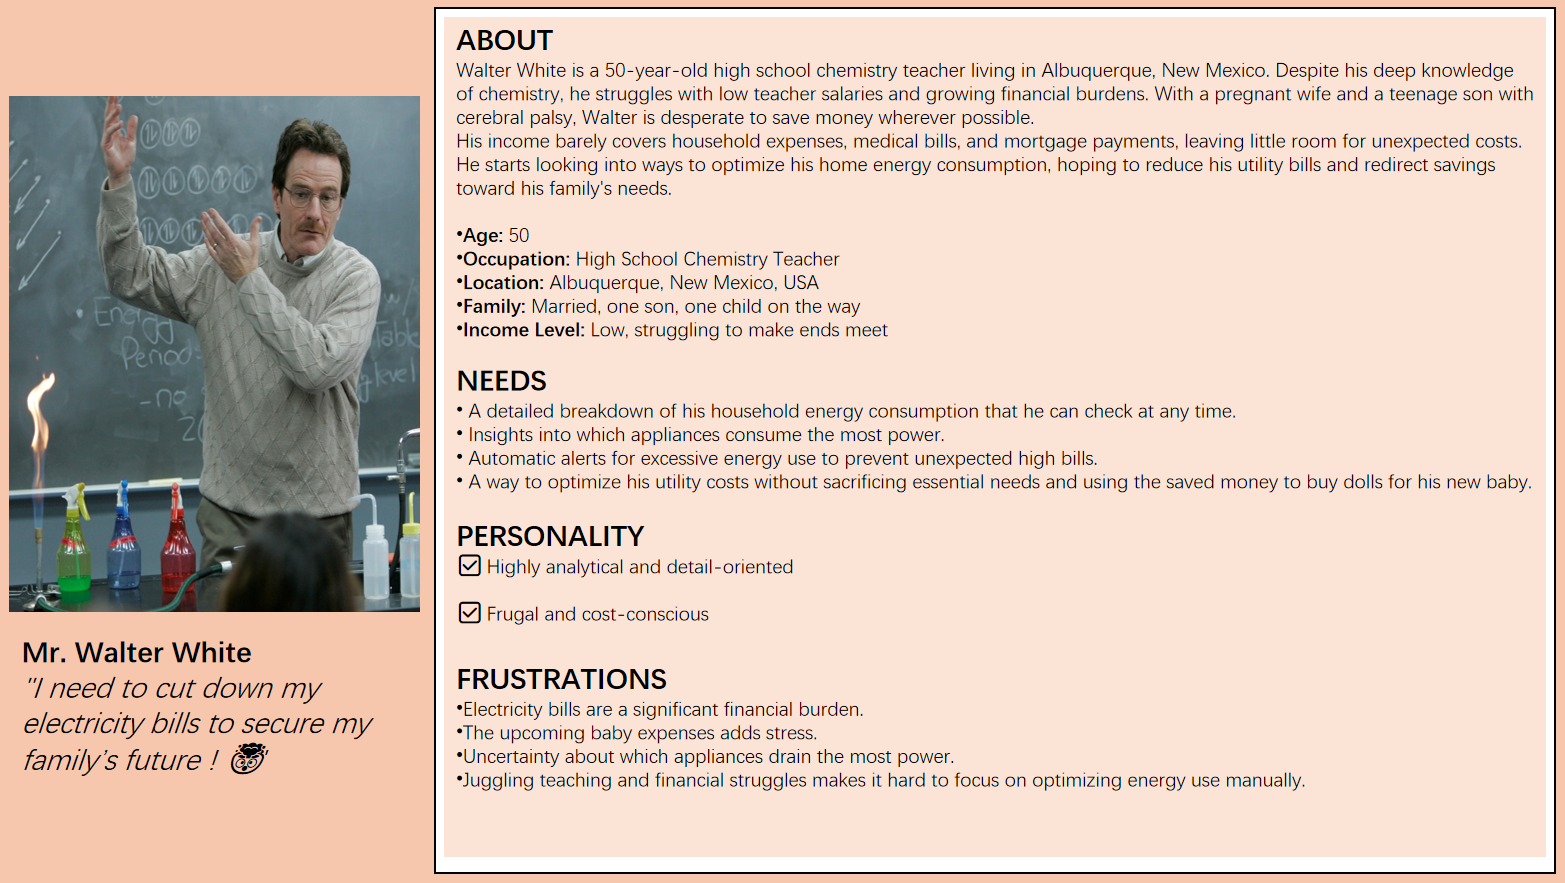 ABOUT
Walter White is a 50-year-old high school chemistry teacher living in Albuquerque, New Mexico. Despite his deep knowledge
of chemistry, he struggles with low teacher salaries and growing financial burdens. With a pregnant wife and a teenage son with
cerebral palsy, Walter is desperate to save money wherever possible.
His income barely covers household expenses, medical bills, and mortgage payments, leaving little room for unexpected costs.
He starts looking into ways to optimize his home energy consumption, hoping to reduce his utility bills and redirect savings
toward his family's needs.
•Age: 50
•Occupation: High School Chemistry Teacher
•Location: Albuquerque, New Mexico, USA
•Family: Married, one son, one child on the way
•Income Level: Low, struggling to make ends meet
NEEDS
• A detailed breakdown of his household energy consumption that he can check at any time.
• Insights into which appliances consume the most power.
• Automatic alerts for excessive energy use to prevent unexpected high bills.
• A way to optimize his utility costs without sacrificing essential needs and using the saved money to buy dolls for his new baby.
PERSONALITY
Highly analytical and detail-oriented
Frugal and cost-conscious
FRUSTRATIONS
•Electricity bills are a significant financial burden.
•The upcoming baby expenses adds stress.
•Uncertainty about which appliances drain the most power.
•Juggling teaching and financial struggles makes it hard to focus on optimizing energy use manually.
Energy
Period
-no
Table
level
Mr. Walter White
"I need to cut down my
electricity bills to secure my
family’s future ! 🤯"